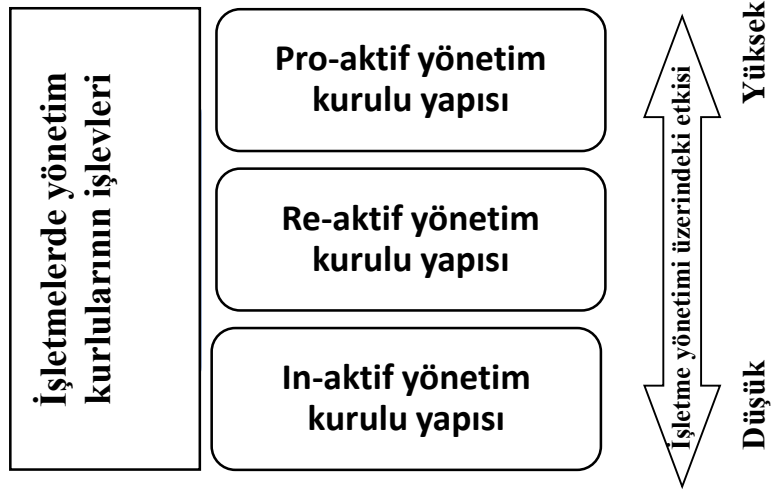 İşletmelerde yönetim
kurlularının işlevleri
Pro-aktif yönetim
kurulu yapısı
Re-aktif yönetim
kurulu yapısı
In-aktif yönetim
kurulu yapısı
İşletme yönetimi üzerindeki etkisi
Yüksek
Düşük